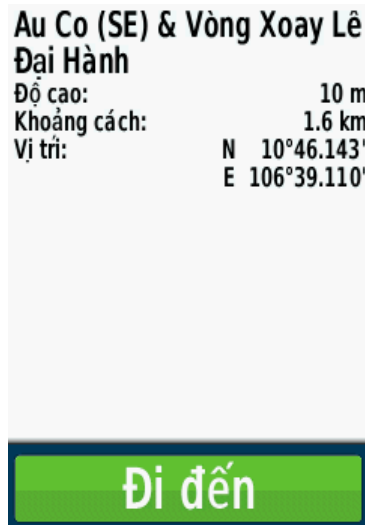 Au Co (SE) & Vòng Xoay Lê
Đại Hành
Độ cao: 10 m
Khoảng cách: 1.6 km
Vị trí: N 10°46.143'
E 106°39.110'
Đi đến